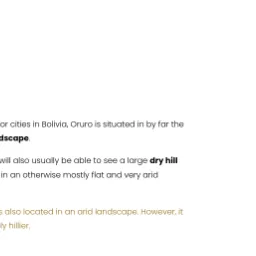 or cities in Bolivia, Oruro is situated in by far the
dscape.
will also usually be able to see a large dry hill
in an otherwise mostly flat and very arid
s also located in an arid landscape. However, it
ly hillier.